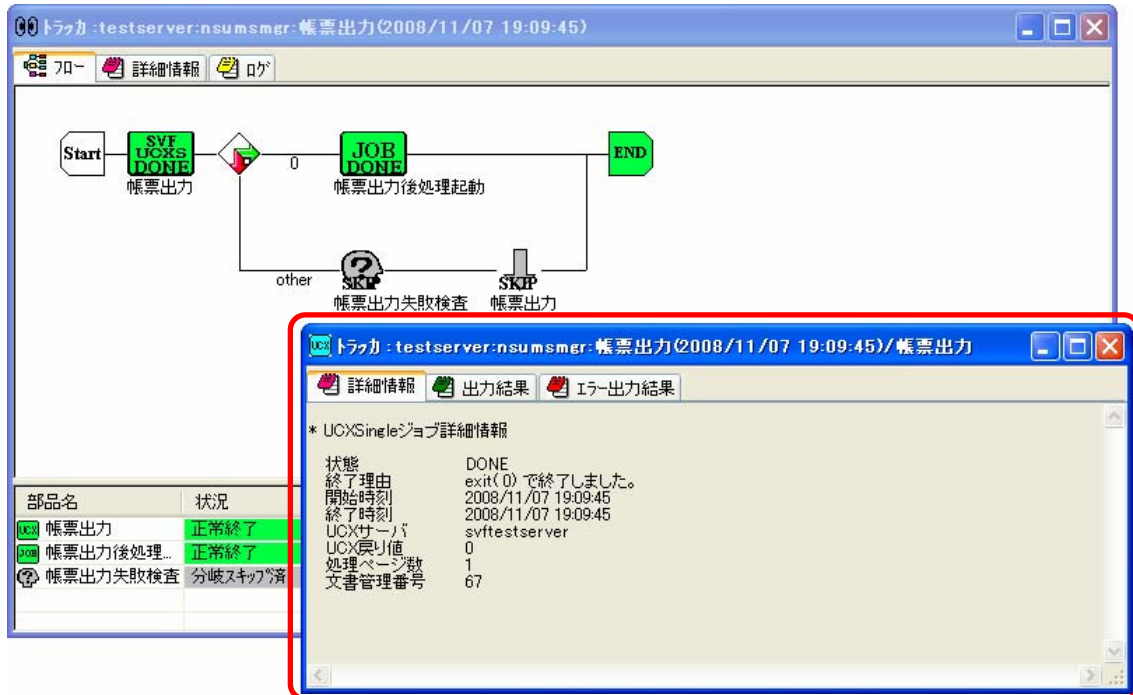 トラッカ:testserver:nsumsmgr:帳票出力(2008/11/07 19:09:45)
フロー 詳細情報 ログ
Start
SVF
UCXS
DONE
帳票出力
0
JOB
DONE
帳票出力後処理起動
END
other
SKIP
帳票出力失敗検査
SKIP
帳票出力
部品名 状況
UCX 帳票出力 正常終了
JOB 帳票出力後処理... 正常終了
? 帳票出力失敗検査 分岐スキップ済
UCX トラッカ:testserver:nsumsmgr:帳票出力(2008/11/07 19:09:45)/帳票出力
詳細情報 出力結果 エラー出力結果
* UCXSingleジョブ詳細情報
状態 DONE
終了理由 exit(0) で終了しました。
開始時刻 2008/11/07 19:09:45
終了時刻 2008/11/07 19:09:45
UCXサーバ svftestserver
UCX戻り値 0
処理ページ数 1
文書管理番号 67